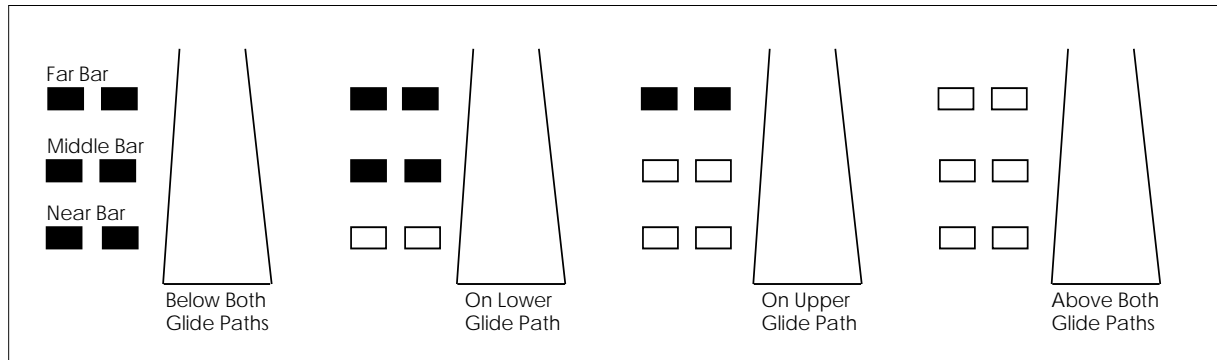 Far Bar
Middle Bar
Near Bar
Below Both
Glide Paths
On Lower
Glide Path
On Upper
Glide Path
Above Both
Glide Paths